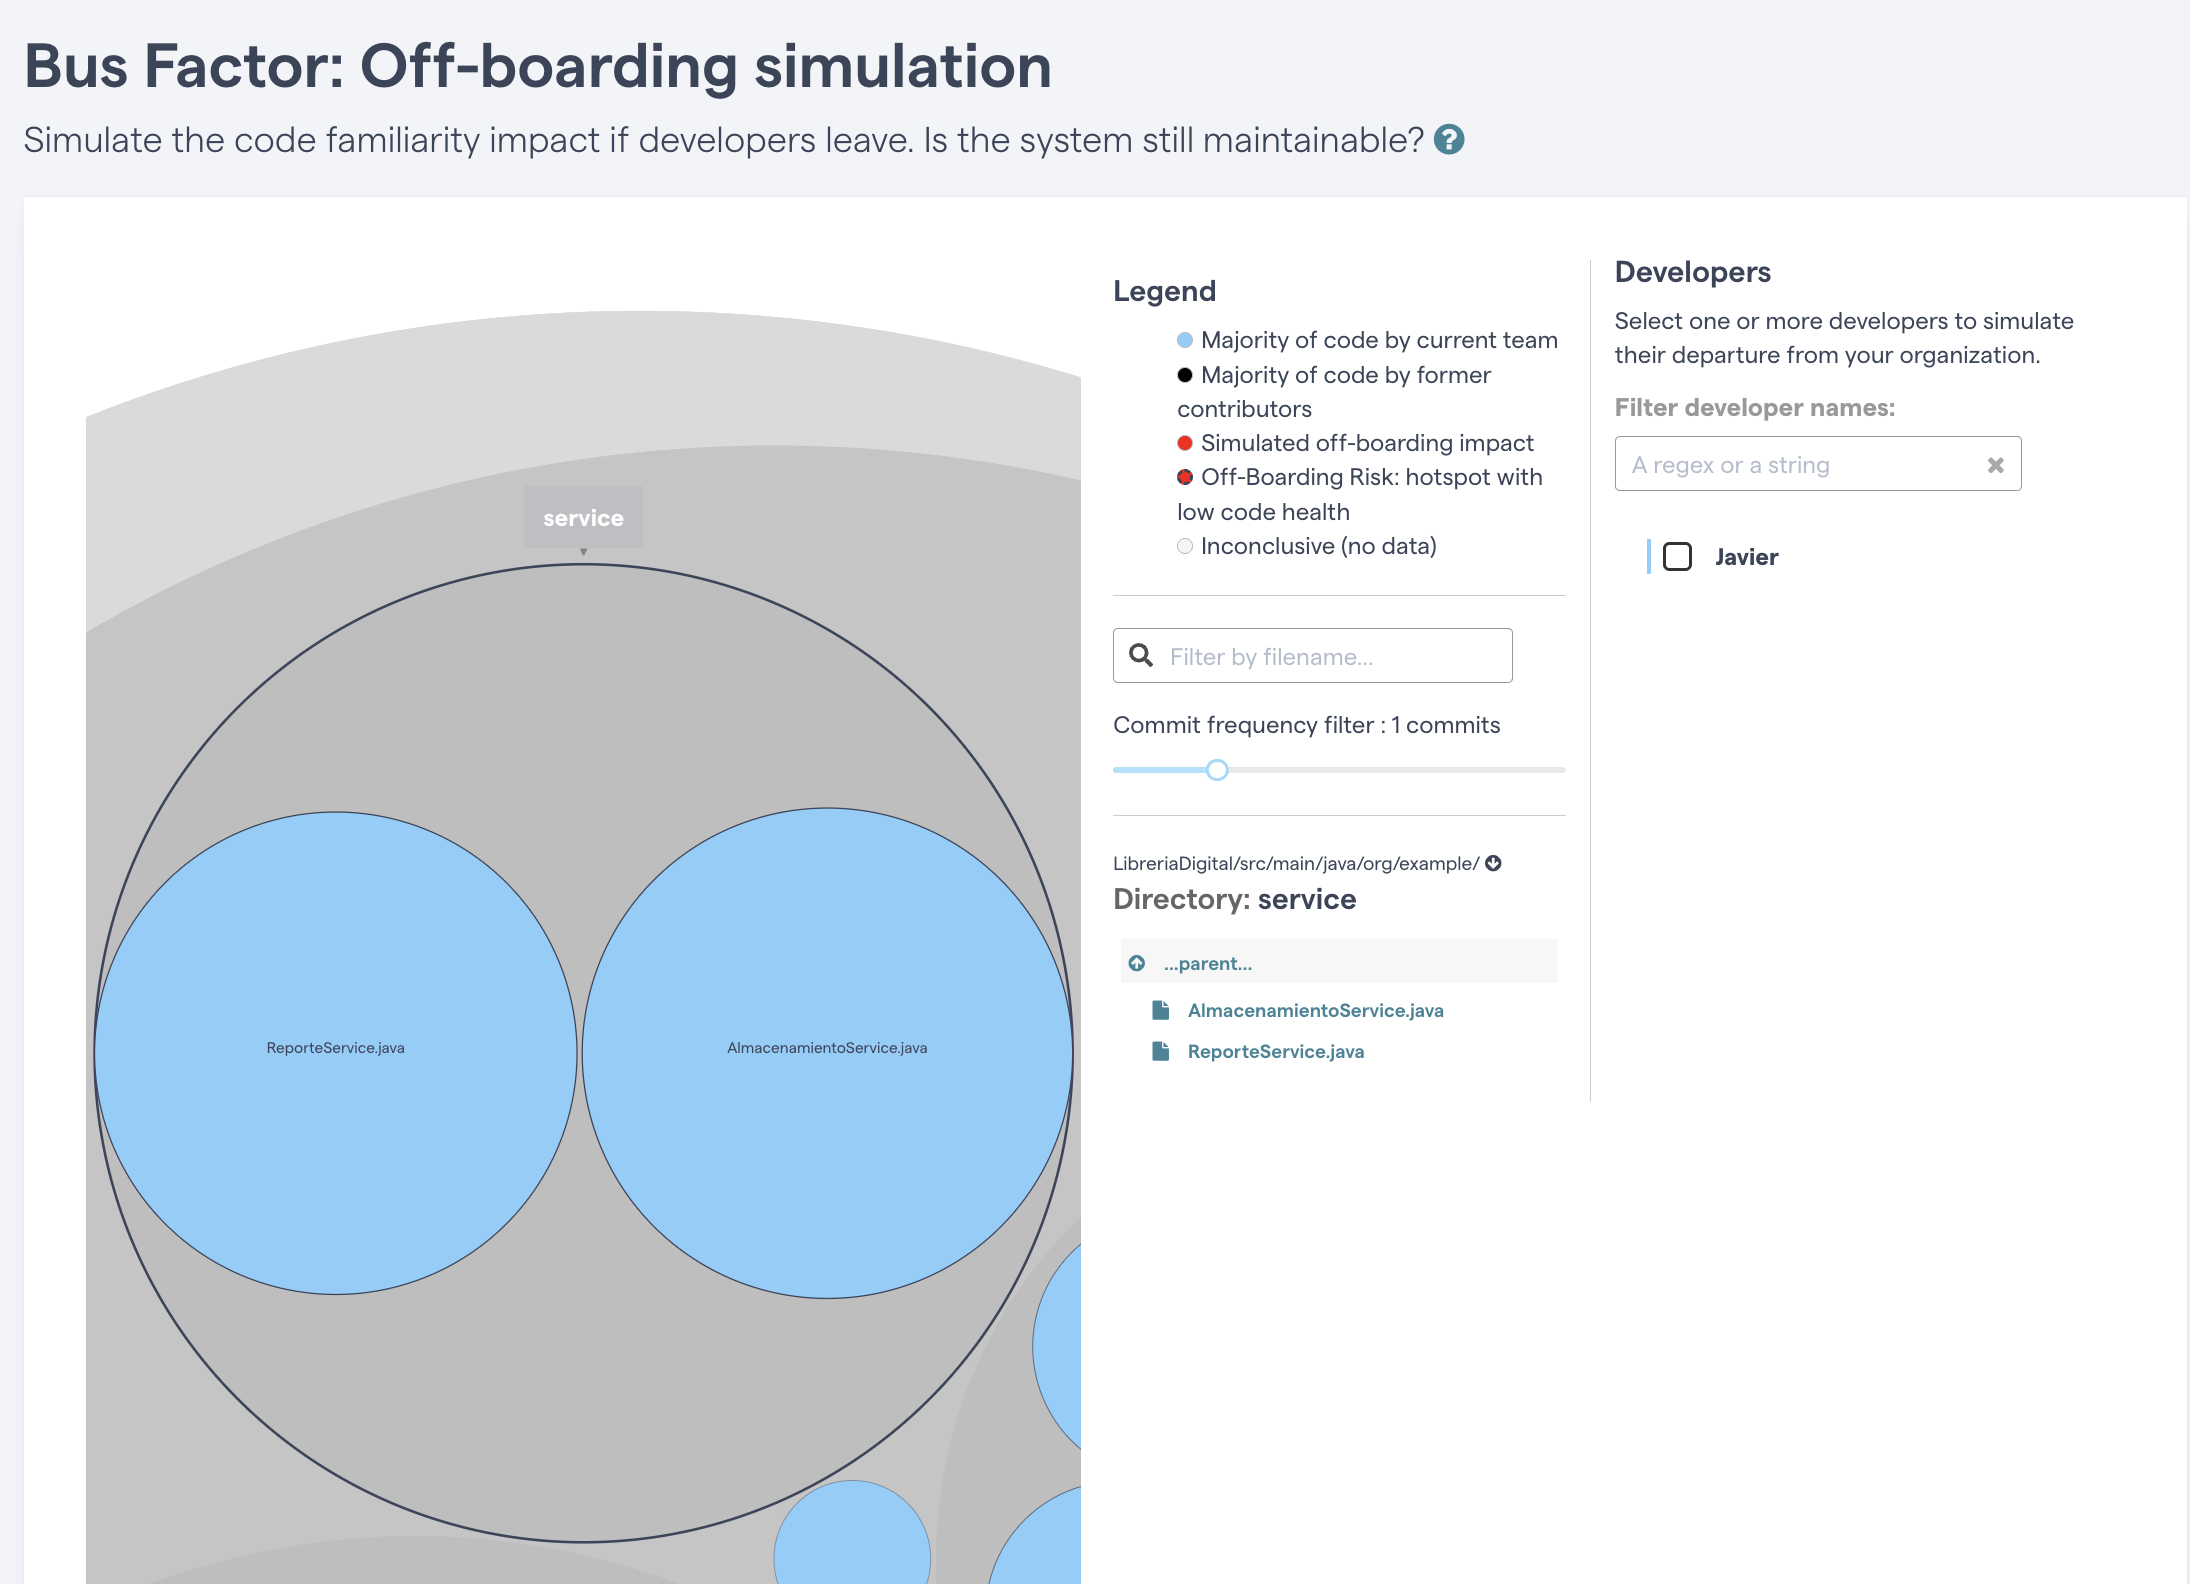 Bus Factor: Off-boarding simulation
Simulate the code familiarity impact if developers leave. Is the system still maintainable?
service
ReporteService.java
AlmacenamientoService.java
Legend
Majority of code by current team
Majority of code by former
contributors
Simulated off-boarding impact
Off-Boarding Risk: hotspot with
low code health
Inconclusive (no data)
Filter by filename...
Commit frequency filter : 1 commits
LibreriaDigital/src/main/java/org/example/
Directory: service
...parent...
AlmacenamientoService.java
ReporteService.java
Developers
Select one or more developers to simulate
their departure from your organization.
Filter developer names:
A regex or a string
Javier